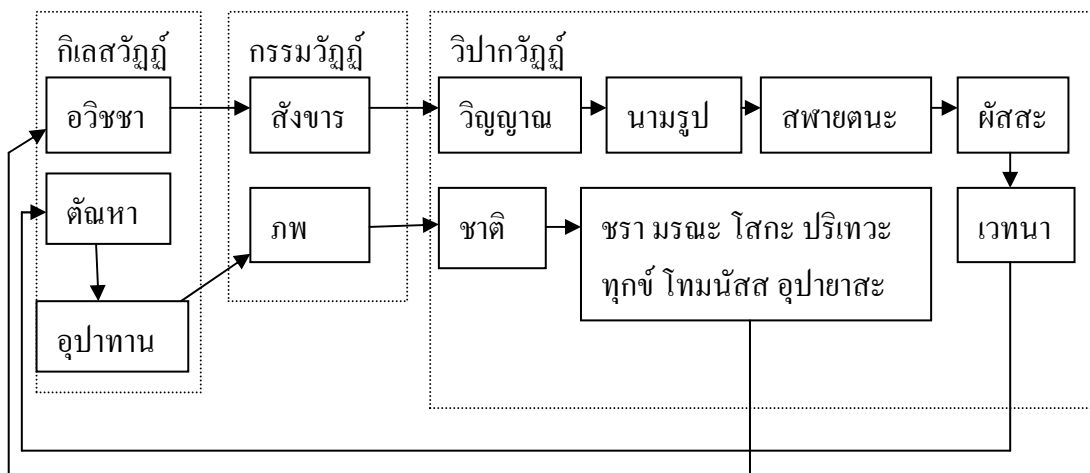 กิเลสวัฏฏ์
กรรมวัฏฏ์
วิปากวัฏฏ์
อวิชชา
สังขาร
วิญญาณ
นามรูป
สฬายตนะ
ผัสสะ
ตัณหา
ภพ
ชาติ
ชรา มรณะ โสกะ ปริเทวะ
ทุกข์ โทมนัสส อุปายาสะ
เวทนา
อุปาทาน